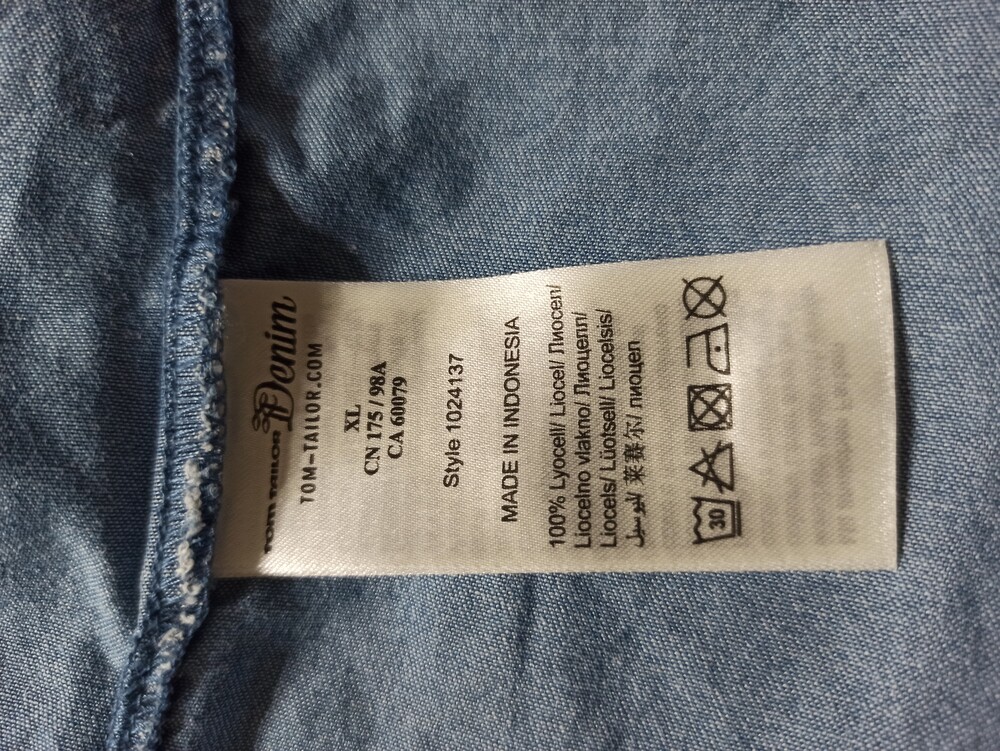 TOM TAILOR
Denim
TOM-TAILOR.COM
XL
CN 175 / 98A
CA 60079
Style 1024137
MADE IN INDONESIA
100% Lyocell/ Liocel/ Лиосел/
Liocelno vlakno/ Лиоцелл/
Liocels/ Lüotsell/ Liocelsis/
莱赛尔/ лиоцел
30